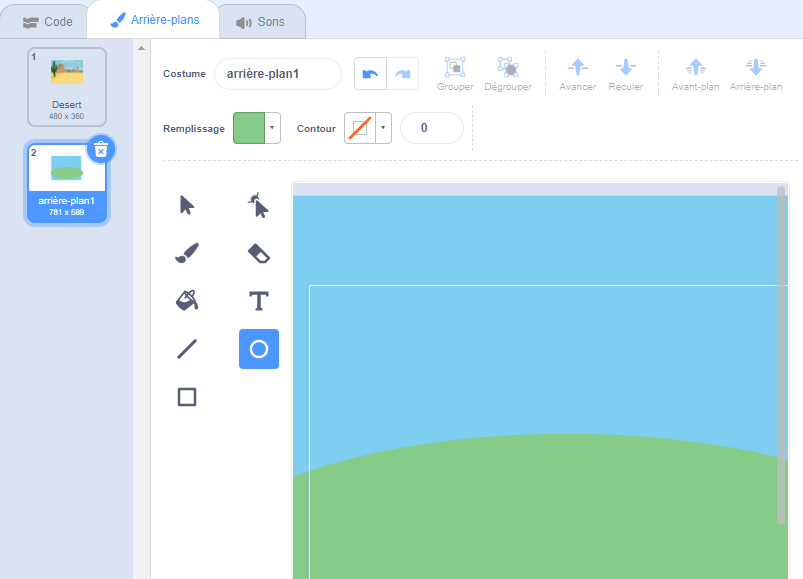 Code
Arrière-plans
Sons
1
Desert
480 x 360
2
arrière-plan1
781 x 589
Costume
arrière-plan1
Grouper
Dégrouper
Avancer
Reculer
Avant-plan
Arrière-plan
Remplissage
Contour
0
T